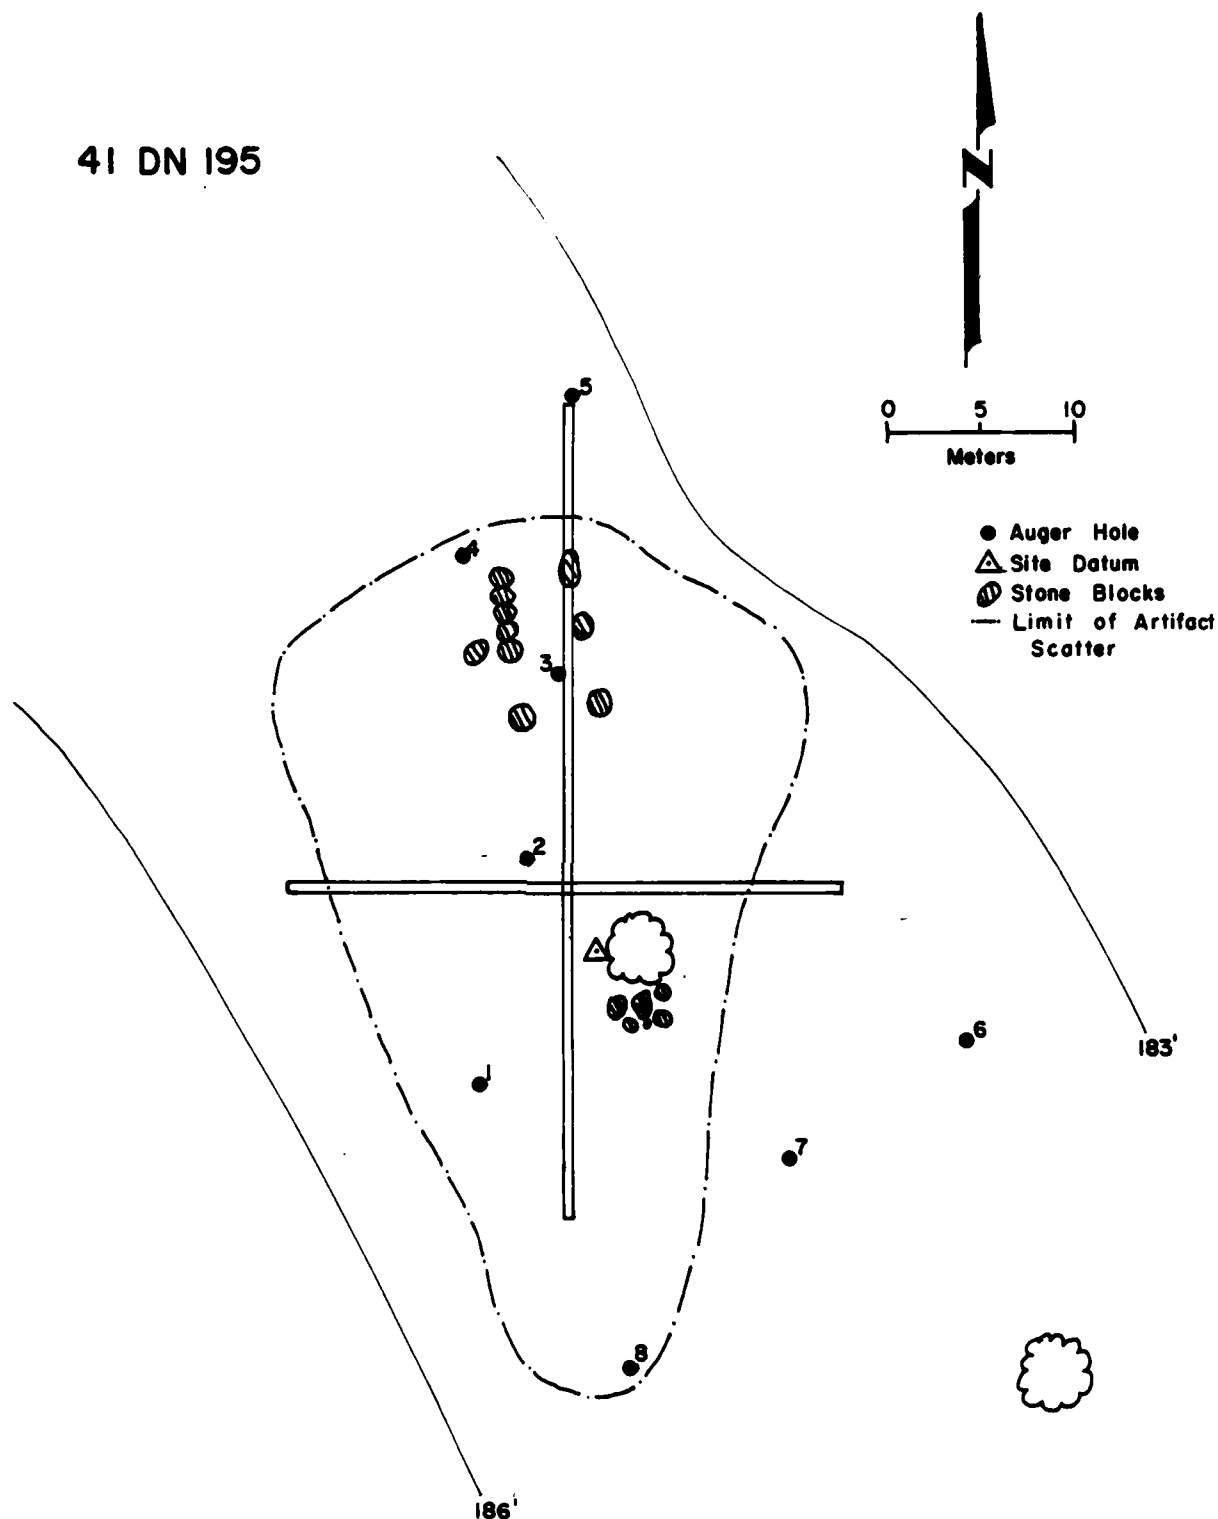 41 DN 195
N
0 5 10
Meters
Auger Hole
Site Datum
Stone Blocks
Limit of Artifact
Scatter
5
4
3
2
1
6
7
8
183'
186'